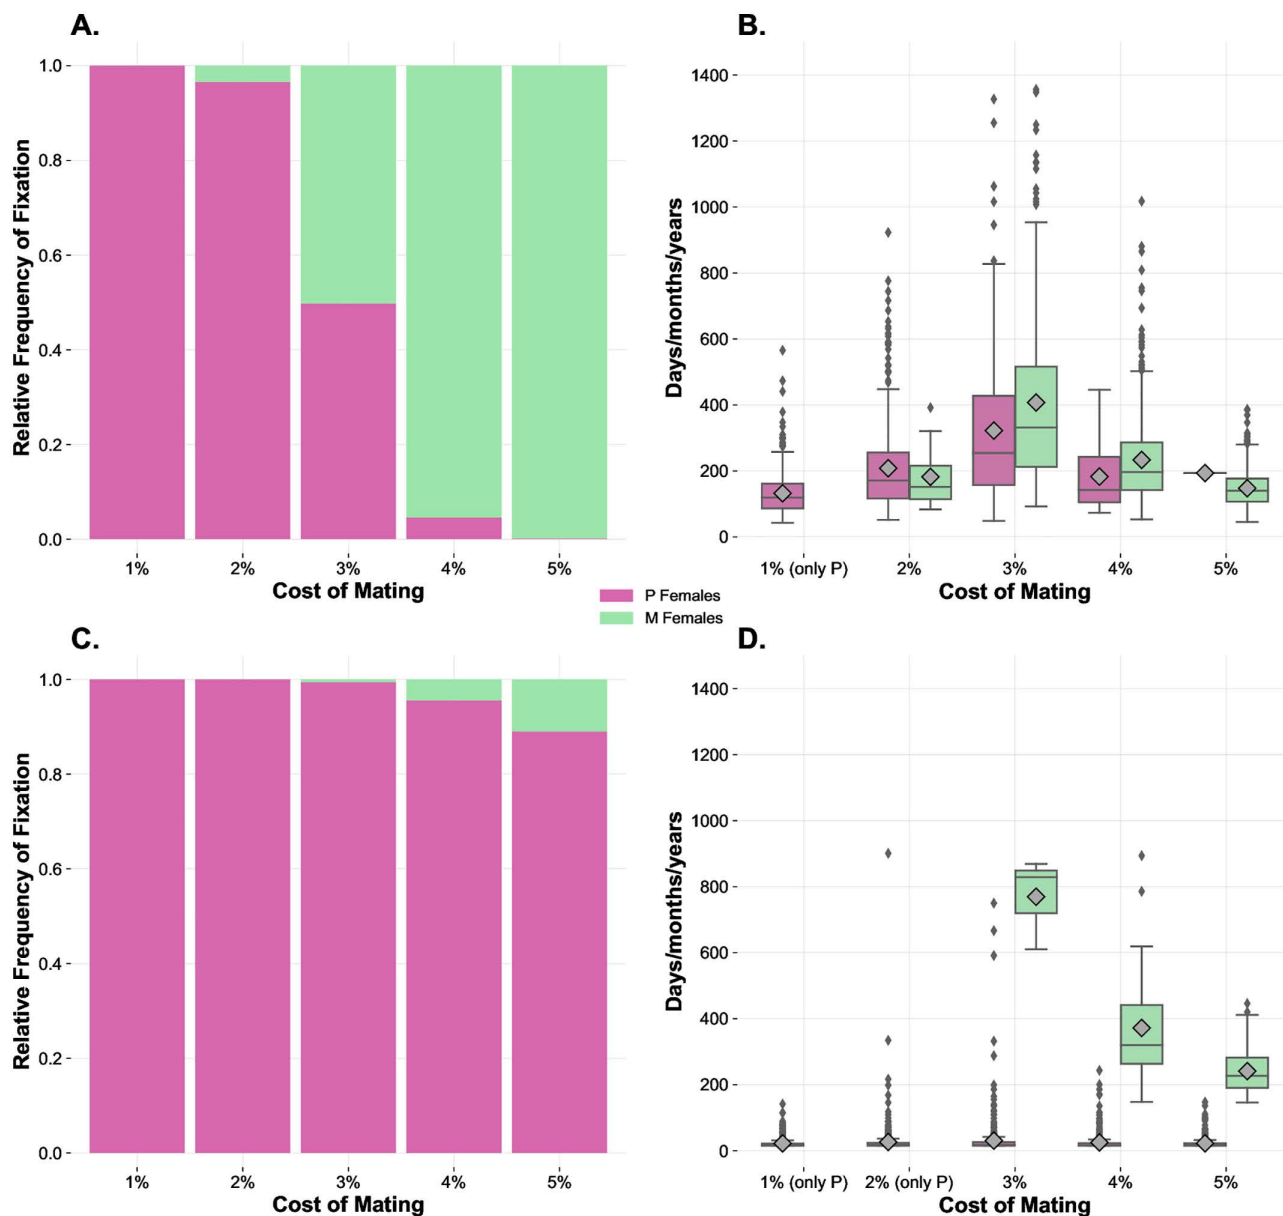 A.
Relative Frequency of Fixation
1.0
0.8
0.6
0.4
0.2
0.0
1% 2% 3% 4% 5%
Cost of Mating
B.
Days/months/years
1400
1200
1000
800
600
400
200
0
1% (only P) 2% 3% 4% 5%
Cost of Mating
P Females
M Females
C.
Relative Frequency of Fixation
1.0
0.8
0.6
0.4
0.2
0.0
1% 2% 3% 4% 5%
Cost of Mating
D.
Days/months/years
1400
1200
1000
800
600
400
200
0
1% (only P) 2% (only P) 3% 4% 5%
Cost of Mating